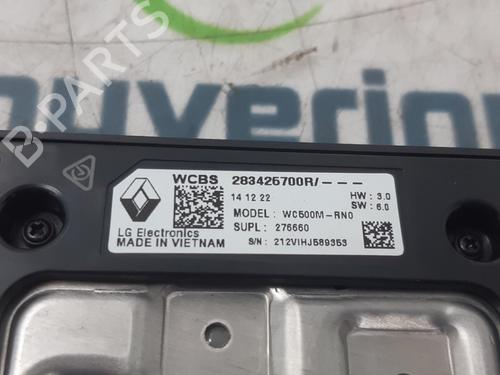 ouverion
WCBS 283426700R/---
14 12 22 HW : 3.0
SW : 6.0
MODEL : WC500M-RN0
SUPL : 276660
S/N : 212VIHJ589353
LG Electronics
MADE IN VIETNAM